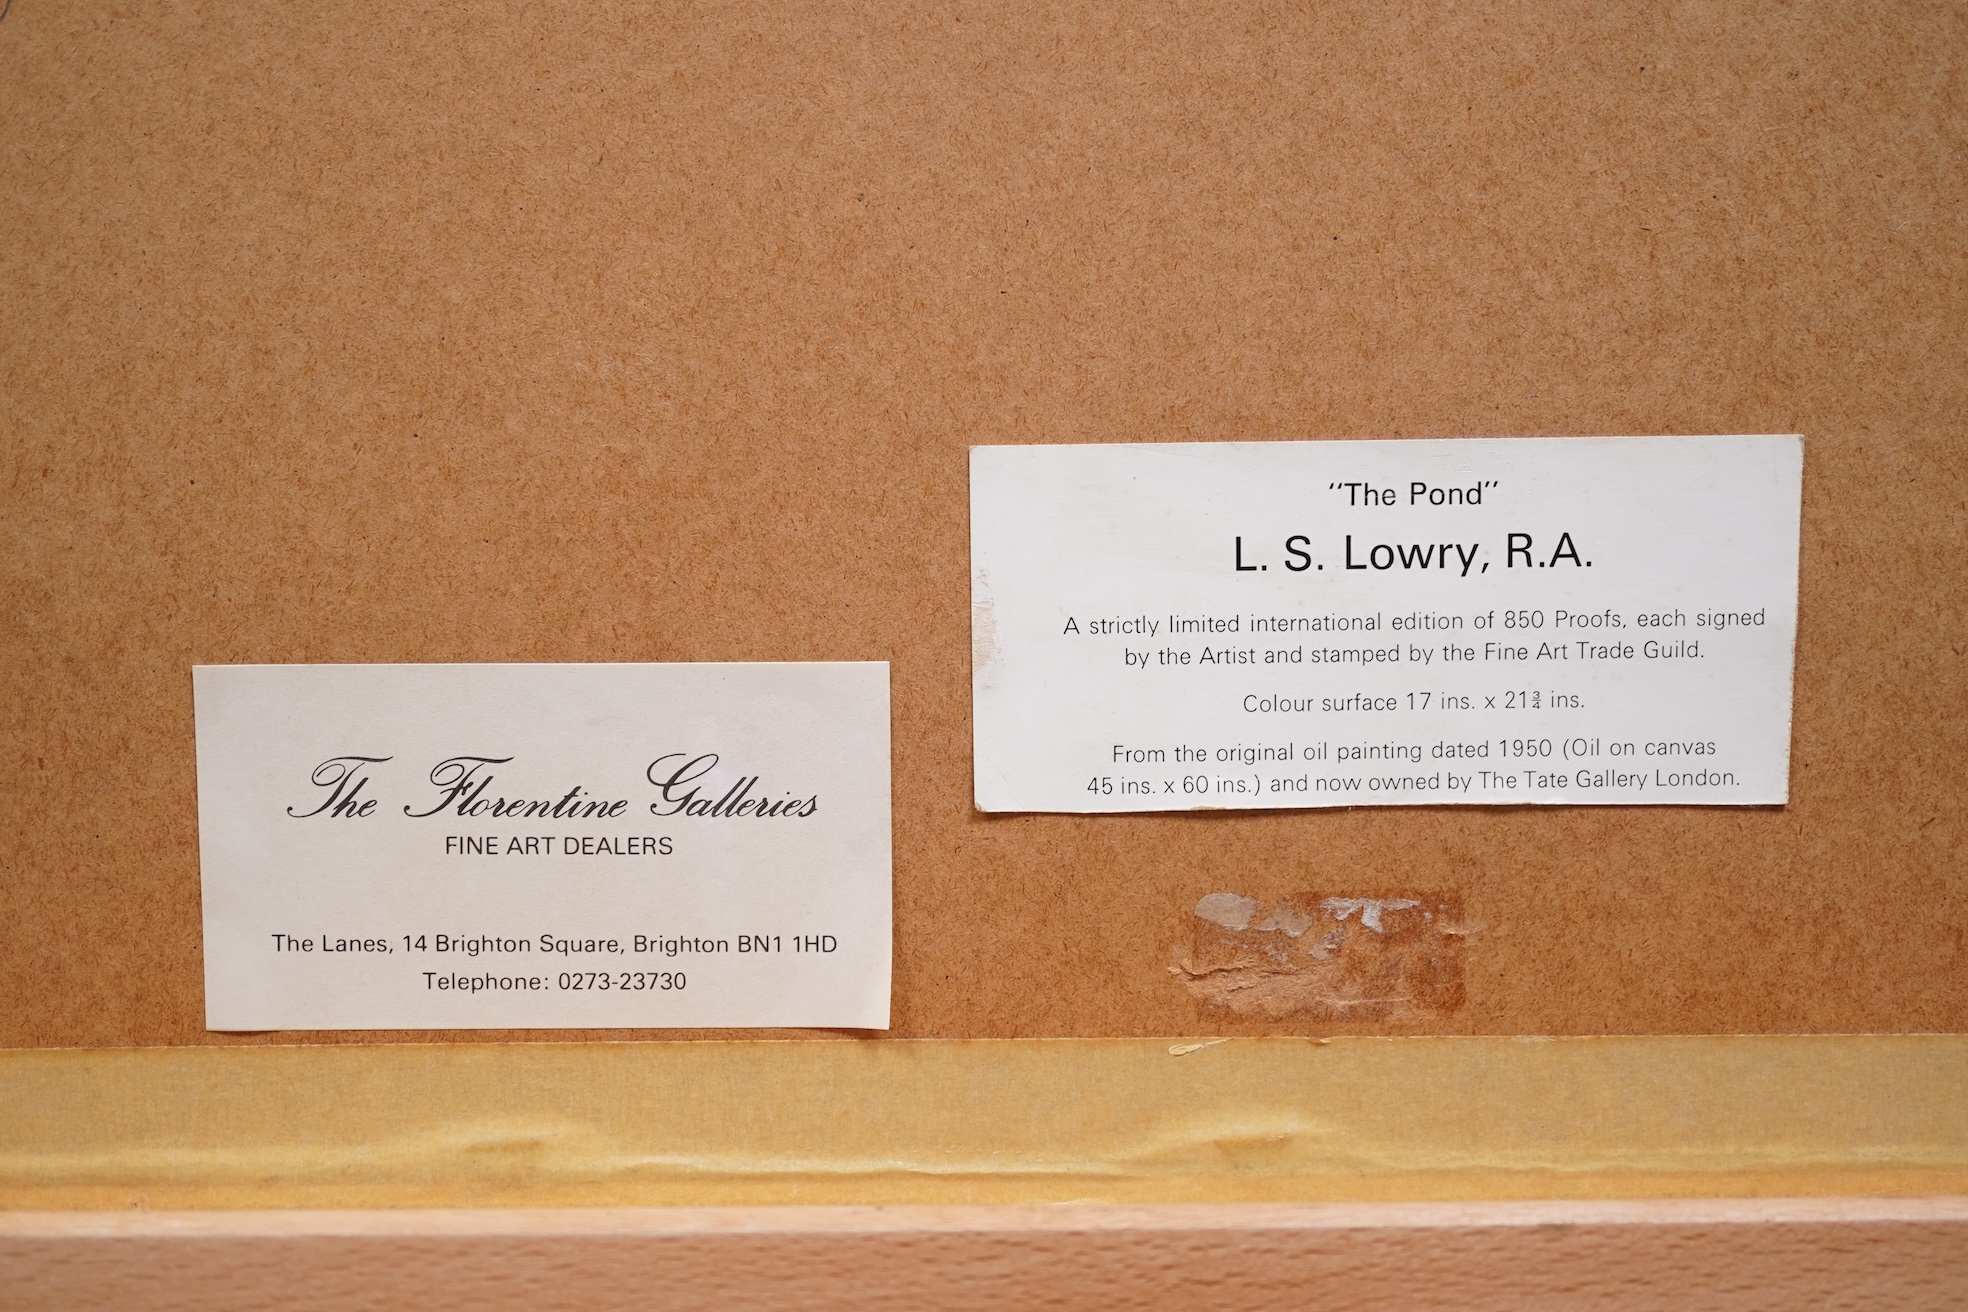 The Florentine Galleries
FINE ART DEALERS
The Lanes, 14 Brighton Square, Brighton BN1 1HD
Telephone: 0273-23730
"The Pond"
L. S. Lowry, R.A.
A strictly limited international edition of 850 Proofs, each signed
by the Artist and stamped by the Fine Art Trade Guild.
Colour surface 17 ins. x 21¾ ins.
From the original oil painting dated 1950 (Oil on canvas
45 ins. x 60 ins.) and now owned by The Tate Gallery London.